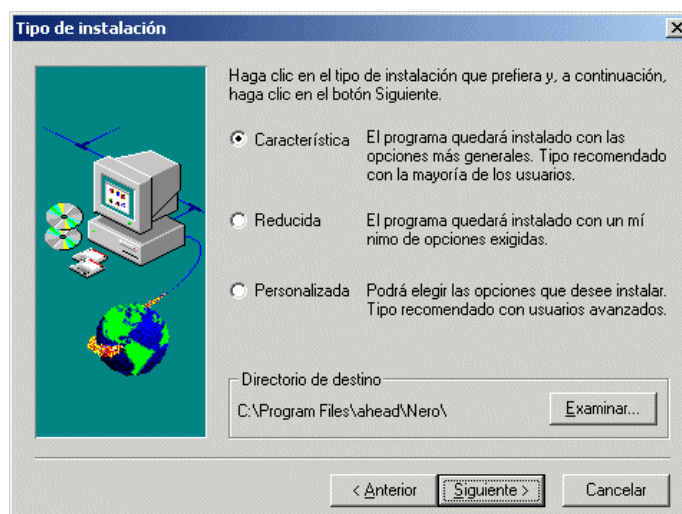 Tipo de instalación
Haga clic en el tipo de instalación que prefiera y, a continuación,
haga clic en el botón Siguiente.
Característica
El programa quedará instalado con las
opciones más generales. Tipo recomendado
con la mayoría de los usuarios.
Reducida
El programa quedará instalado con un mí
nimo de opciones exigidas.
Personalizada
Podrá elegir las opciones que desee instalar.
Tipo recomendado con usuarios avanzados.
Directorio de destino
C:\Program Files\ahead\Nero\
Examinar...
< Anterior
Siguiente >
Cancelar